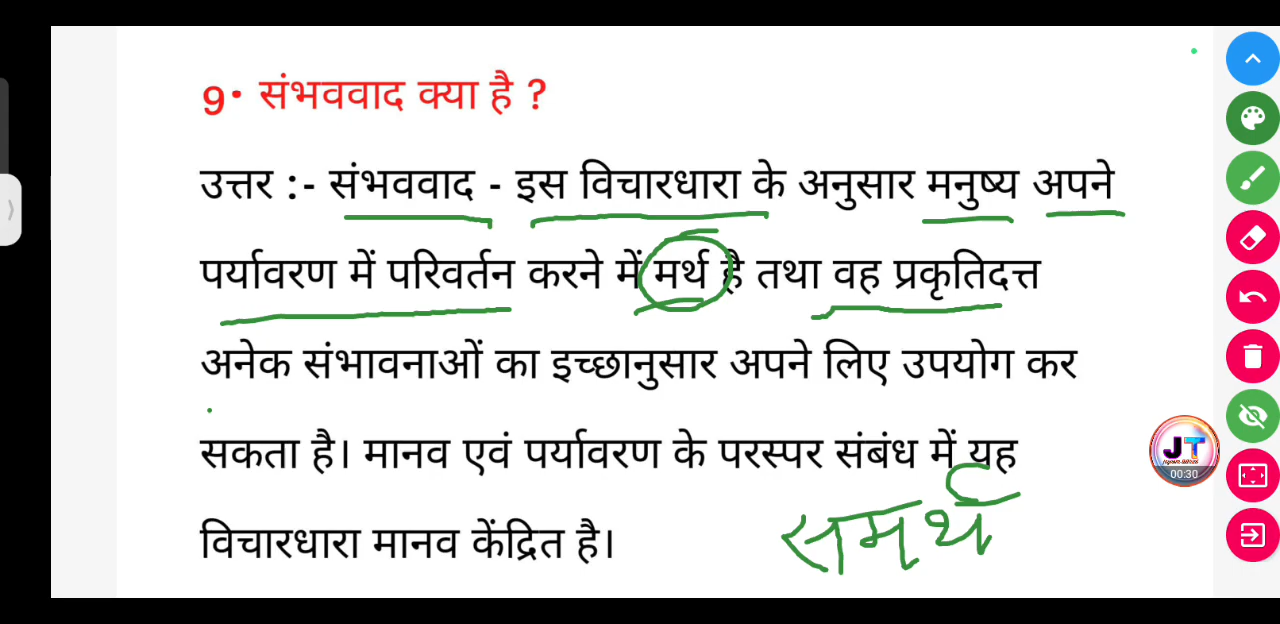 9• संभववाद क्या है ?
उत्तर :- संभववाद - इस विचारधारा के अनुसार मनुष्य अपने
पर्यावरण में परिवर्तन करने में मर्थ है तथा वह प्रकृतिदत्त
अनेक संभावनाओं का इच्छानुसार अपने लिए उपयोग कर
सकता है। मानव एवं पर्यावरण के परस्पर संबंध में यह
विचारधारा मानव केंद्रित है।
समर्थ
JT
00:30